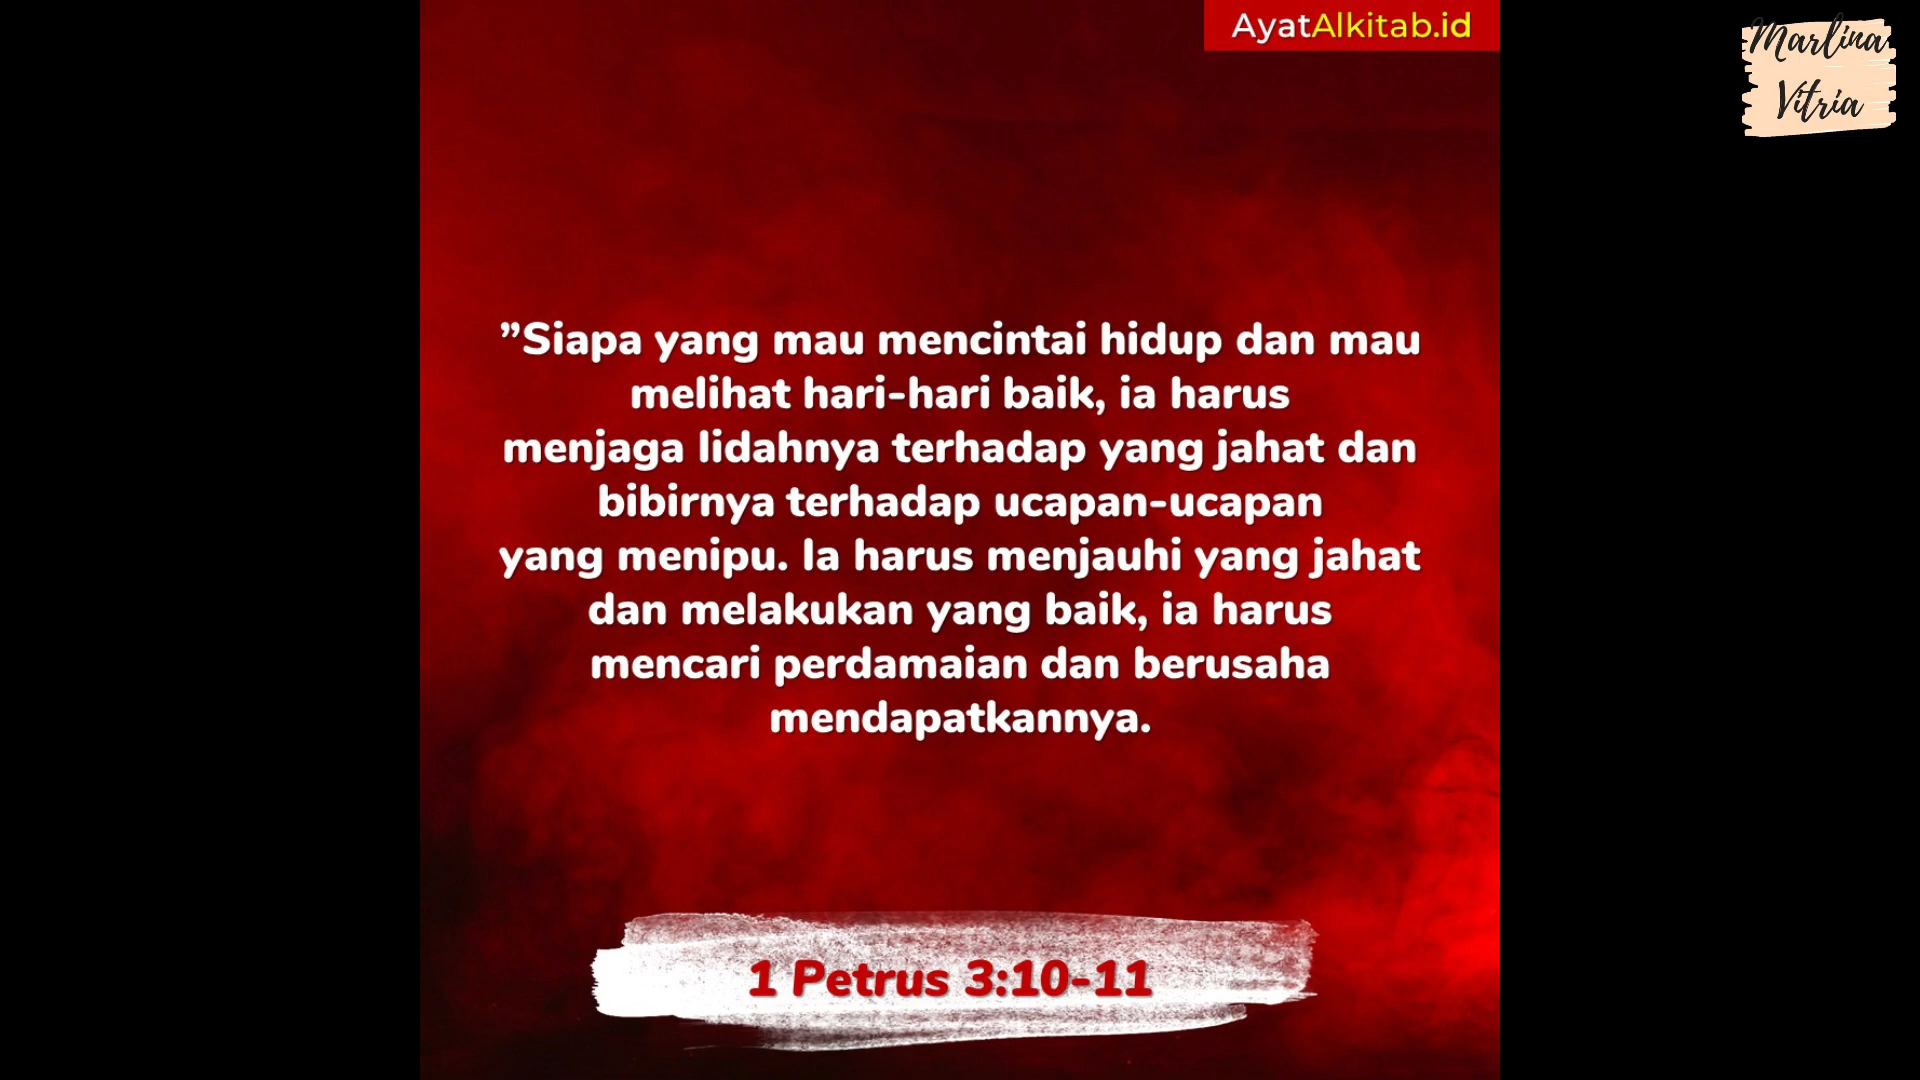 AyatAlkitab.id
Marlina
Vitria
”Siapa yang mau mencintai hidup dan mau
melihat hari-hari baik, ia harus
menjaga lidahnya terhadap yang jahat dan
bibirnya terhadap ucapan-ucapan
yang menipu. Ia harus menjauhi yang jahat
dan melakukan yang baik, ia harus
mencari perdamaian dan berusaha
mendapatkannya.
1 Petrus 3:10-11